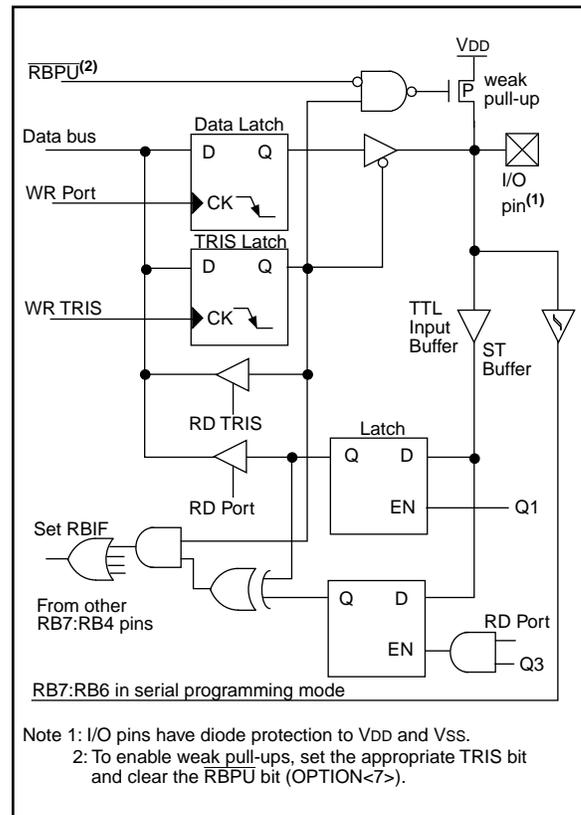 VDD
RBPU(2)
weak
pull-up
P
Data bus
Data Latch
D Q
WR Port
CK
I/O
pin(1)
TRIS Latch
D Q
WR TRIS
CK
TTL
Input
Buffer
ST
Buffer
RD TRIS
Latch
Q D
RD Port
EN
Q1
Set RBIF
From other
RB7:RB4 pins
Q D
RD Port
EN
Q3
RB7:RB6 in serial programming mode
Note 1: I/O pins have diode protection to VDD and VSS.
2: To enable weak pull-ups, set the appropriate TRIS bit
and clear the RBPU bit (OPTION<7>).